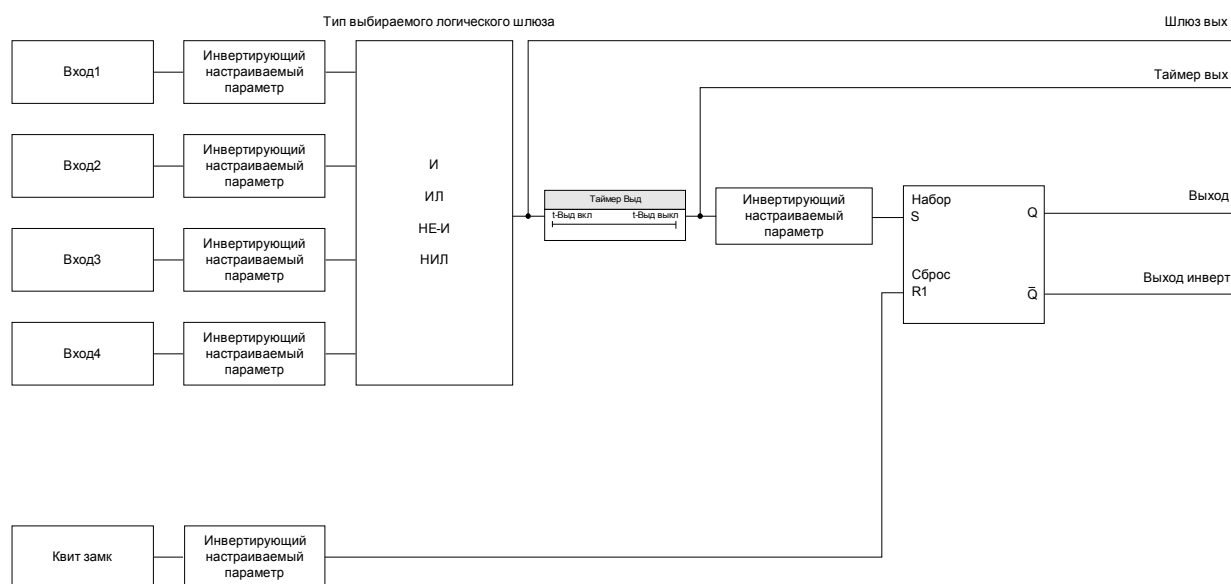 Тип выбираемого логического шлюза
Шлюз вых
Вход1
Инвертирующий
настраиваемый
параметр
Таймер вых
Вход2
Инвертирующий
настраиваемый
параметр
И
ИЛ
НЕ-И
НИЛ
Таймер Выд
t-Выд вкл
t-Выд выкл
Инвертирующий
настраиваемый
параметр
Набор
S
Q
Выход
Вход3
Инвертирующий
настраиваемый
параметр
Сброс
R1
Q̅
Выход инверт
Вход4
Инвертирующий
настраиваемый
параметр
Квит замк
Инвертирующий
настраиваемый
параметр